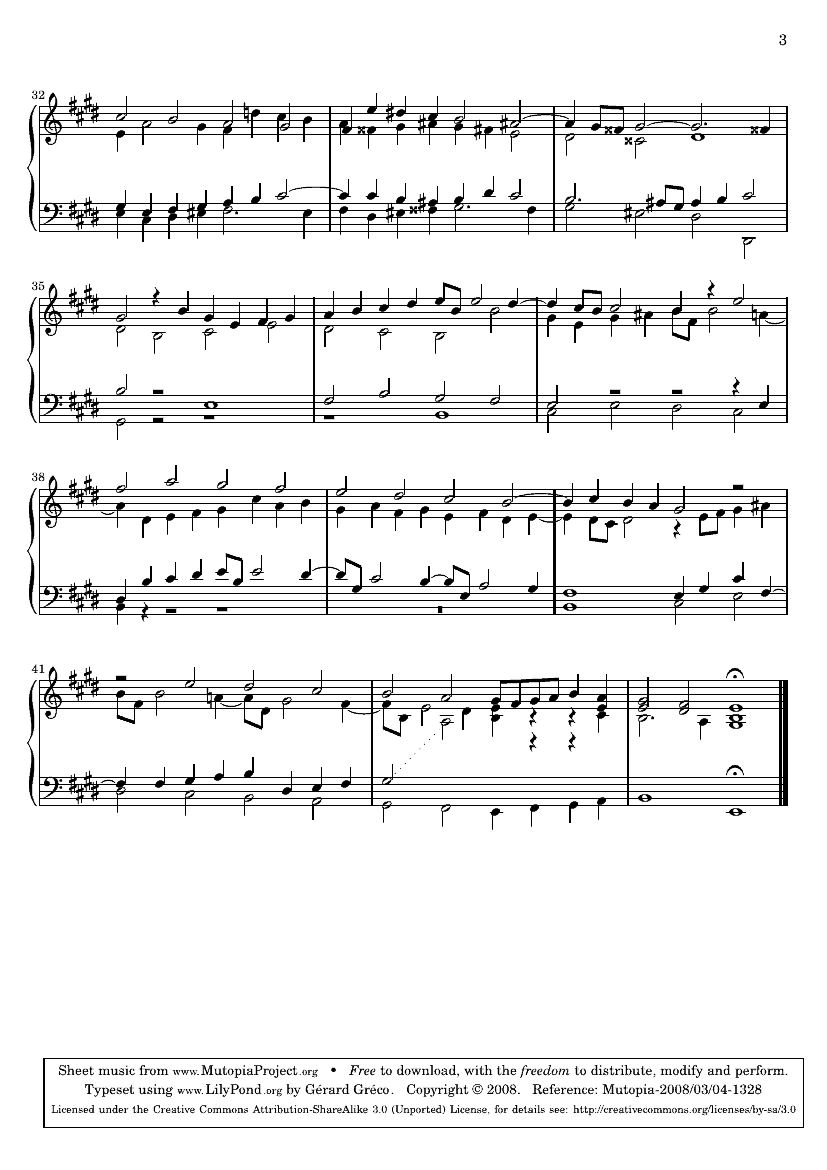 3
32
35
38
41
Sheet music from www.MutopiaProject.org • Free to download, with the freedom to distribute, modify and perform.
Typeset using www.LilyPond.org by Gérard Gréco. Copyright © 2008. Reference: Mutopia-2008/03/04-1328
Licensed under the Creative Commons Attribution-ShareAlike 3.0 (Unported) License, for details see: http://creativecommons.org/licenses/by-sa/3.0